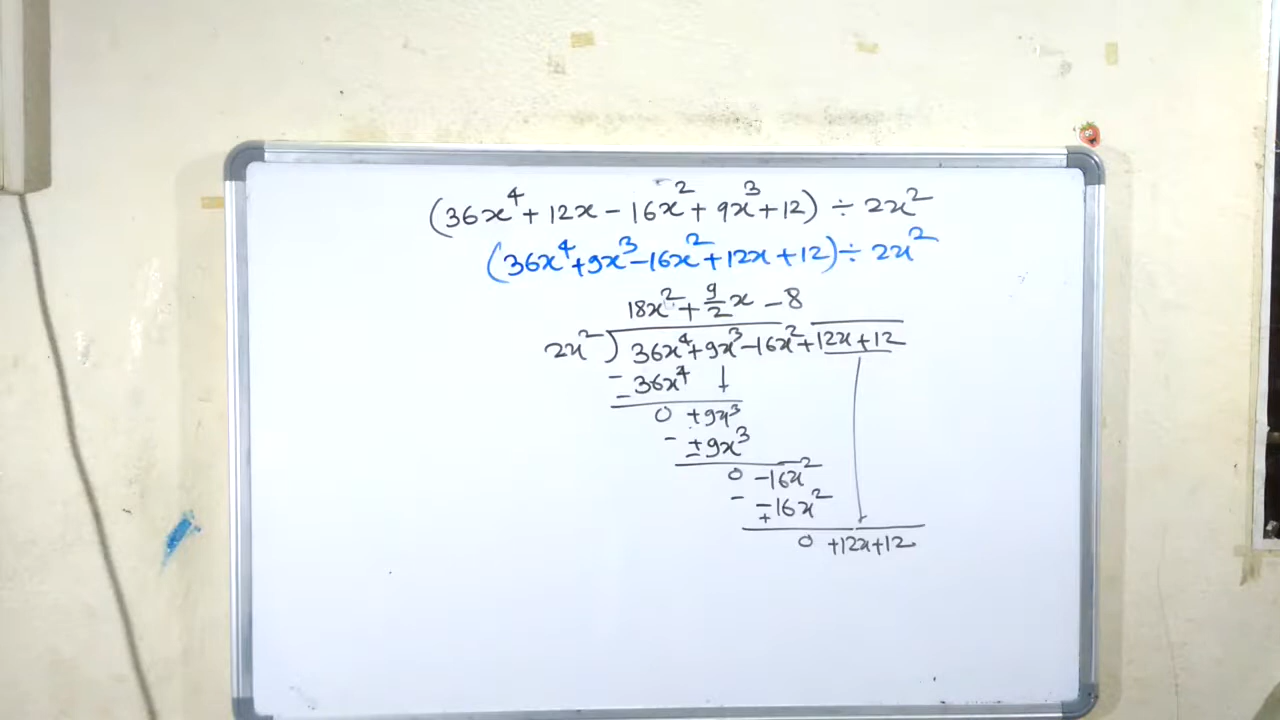 (36x⁴ + 12x - 16x² + 9x³ + 12) ÷ 2x²
(36x⁴ + 9x³ - 16x² + 12x + 12) ÷ 2x²
18x² + 9/2 x - 8
2x² ) 36x⁴ + 9x³ - 16x² + 12x + 12
- 36x⁴ ↓
-
0 + 9x³
- + 9x³
-
0 - 16x²
- - 16x²
+
0 + 12x + 12